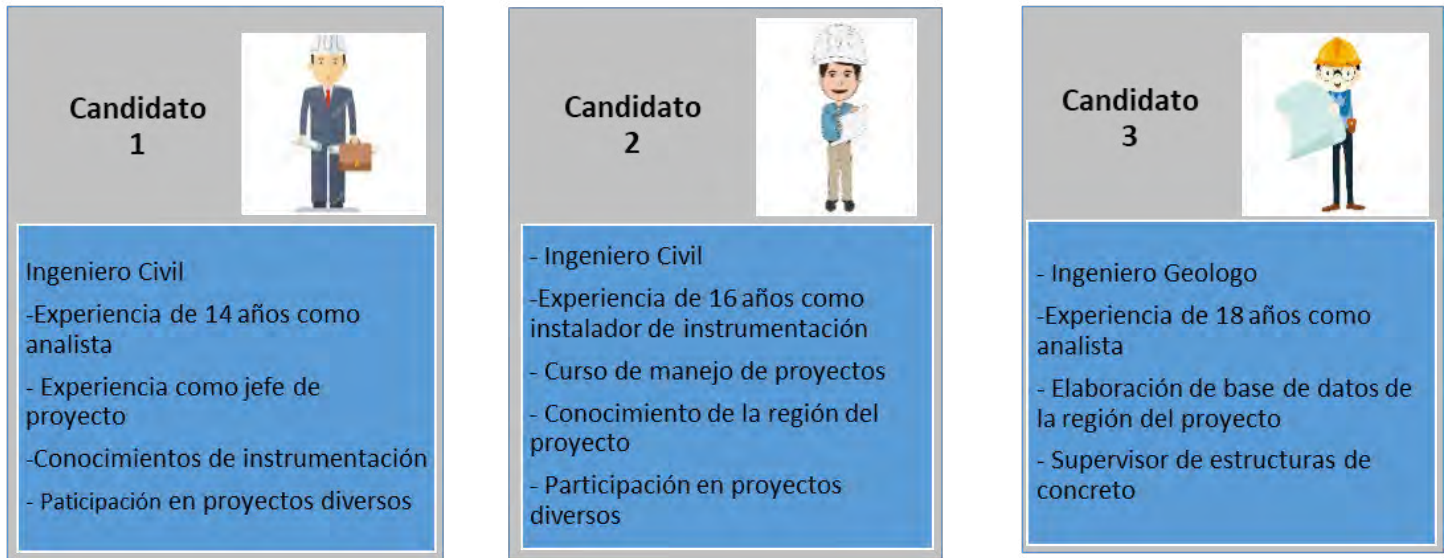 Candidato
1
Ingeniero Civil
-Experiencia de 14 años como
analista
- Experiencia como jefe de
proyecto
-Conocimientos de instrumentación
- Paticipación en proyectos diversos
Candidato
2
- Ingeniero Civil
-Experiencia de 16 años como
instalador de instrumentación
- Curso de manejo de proyectos
- Conocimiento de la región del
proyecto
- Participación en proyectos
diversos
Candidato
3
- Ingeniero Geologo
-Experiencia de 18 años como
analista
- Elaboración de base de datos de
la región del proyecto
- Supervisor de estructuras de
concreto